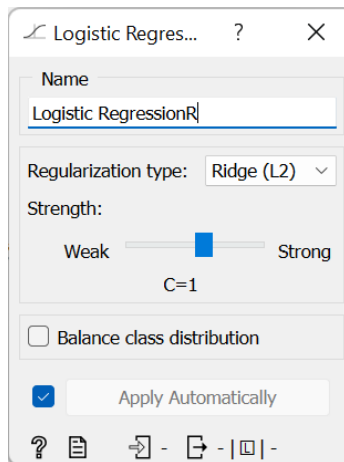 Logistic Regres... ? 
Name
Logistic RegressionR
Regularization type: Ridge (L2)
Strength:
Weak Strong
C=1
Balance class distribution
Apply Automatically
? - - | L | -